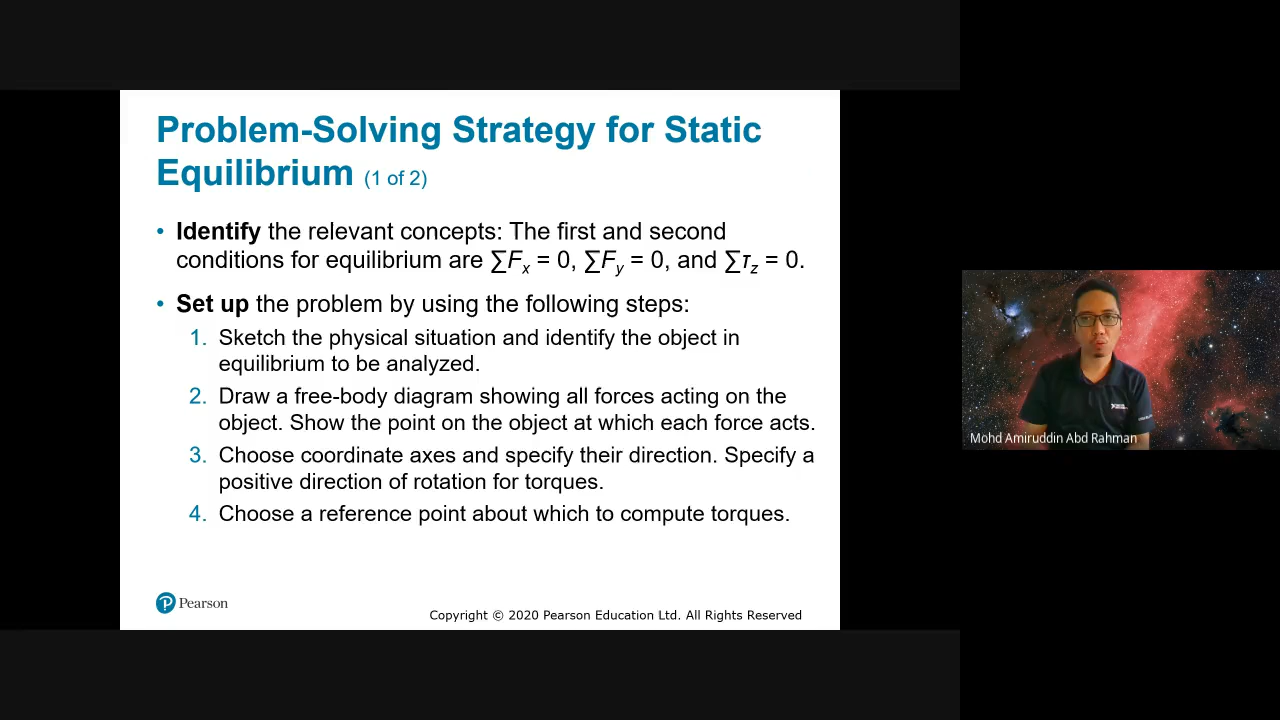 Problem-Solving Strategy for Static
Equilibrium (1 of 2)
• Identify the relevant concepts: The first and second
conditions for equilibrium are ∑Fx = 0, ∑Fy = 0, and ∑τz = 0.
• Set up the problem by using the following steps:
1. Sketch the physical situation and identify the object in
equilibrium to be analyzed.
2. Draw a free-body diagram showing all forces acting on the
object. Show the point on the object at which each force acts.
3. Choose coordinate axes and specify their direction. Specify a
positive direction of rotation for torques.
4. Choose a reference point about which to compute torques.
P Pearson
Copyright © 2020 Pearson Education Ltd. All Rights Reserved
Mohd Amiruddin Abd Rahman